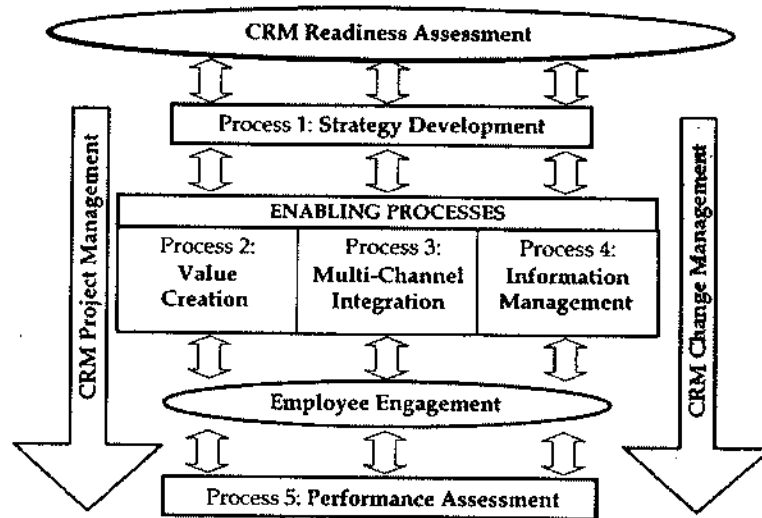 CRM Readiness Assessment
Process 1: Strategy Development
CRM Project Management
CRM Change Management
ENABLING PROCESSES
Process 2:
Value
Creation
Process 3:
Multi-Channel
Integration
Process 4:
Information
Management
Employee Engagement
Process 5: Performance Assessment